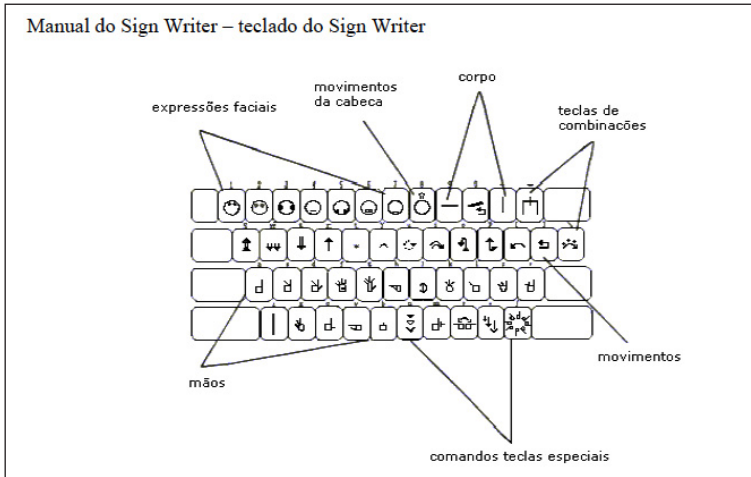 Manual do Sign Writer – teclado do Sign Writer
corpo
movimentos
da cabeca
expressões faciais
teclas de
combinacões
mãos
movimentos
comandos teclas especiais